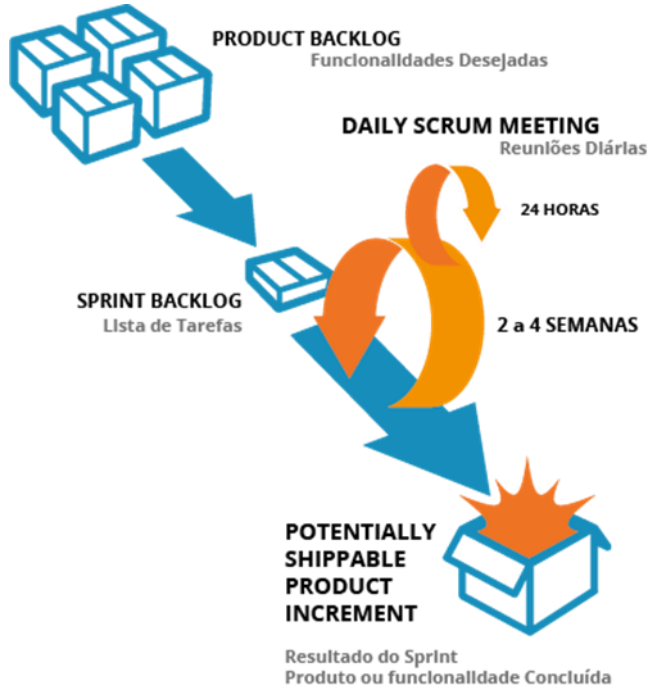 PRODUCT BACKLOG
Funcionalidades Desejadas
DAILY SCRUM MEETING
Reuniões Diárias
24 HORAS
SPRINT BACKLOG
Lista de Tarefas
2 a 4 SEMANAS
POTENTIALLY
SHIPPABLE
PRODUCT
INCREMENT
Resultado do Sprint
Produto ou funcionalidade Concluída